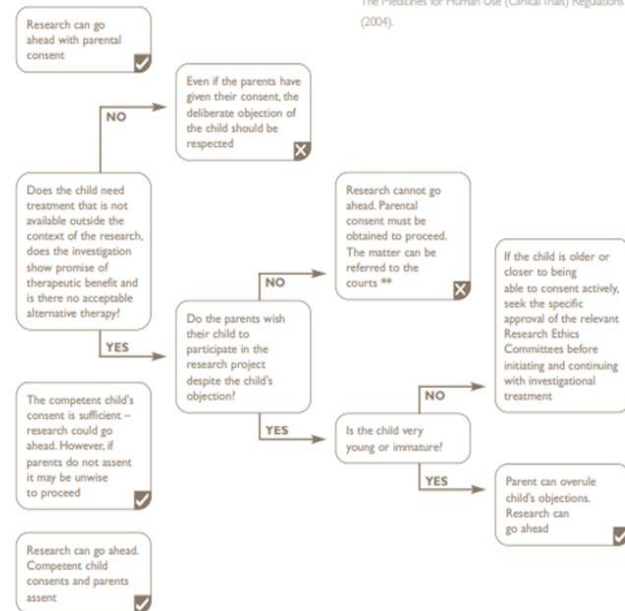 The Medicines for Human Use (Clinical Trials) Regulations
(2004).
Research can go
ahead with parental
consent
NO
Even if the parents have
given their consent, the
deliberate objection of
the child should be
respected
Does the child need
treatment that is not
available outside the
context of the research,
does the investigation
show promise of
therapeutic benefit and
is there no acceptable
alternative therapy?
YES
Research cannot go
ahead. Parental
consent must be
obtained to proceed.
The matter can be
referred to the
courts **
NO
Do the parents wish
their child to
participate in the
research project
despite the child's
objection?
YES
If the child is older or
closer to being
able to consent actively,
seek the specific
approval of the relevant
Research Ethics
Committees before
initiating and continuing
with investigational
treatment
NO
Is the child very
young or immature?
YES
Parent can overule
child's objections.
Research can
go ahead
The competent child's
consent is sufficient –
research could go
ahead. However, if
parents do not assent
it may be unwise
to proceed
Research can go ahead.
Competent child
consents and parents
assent